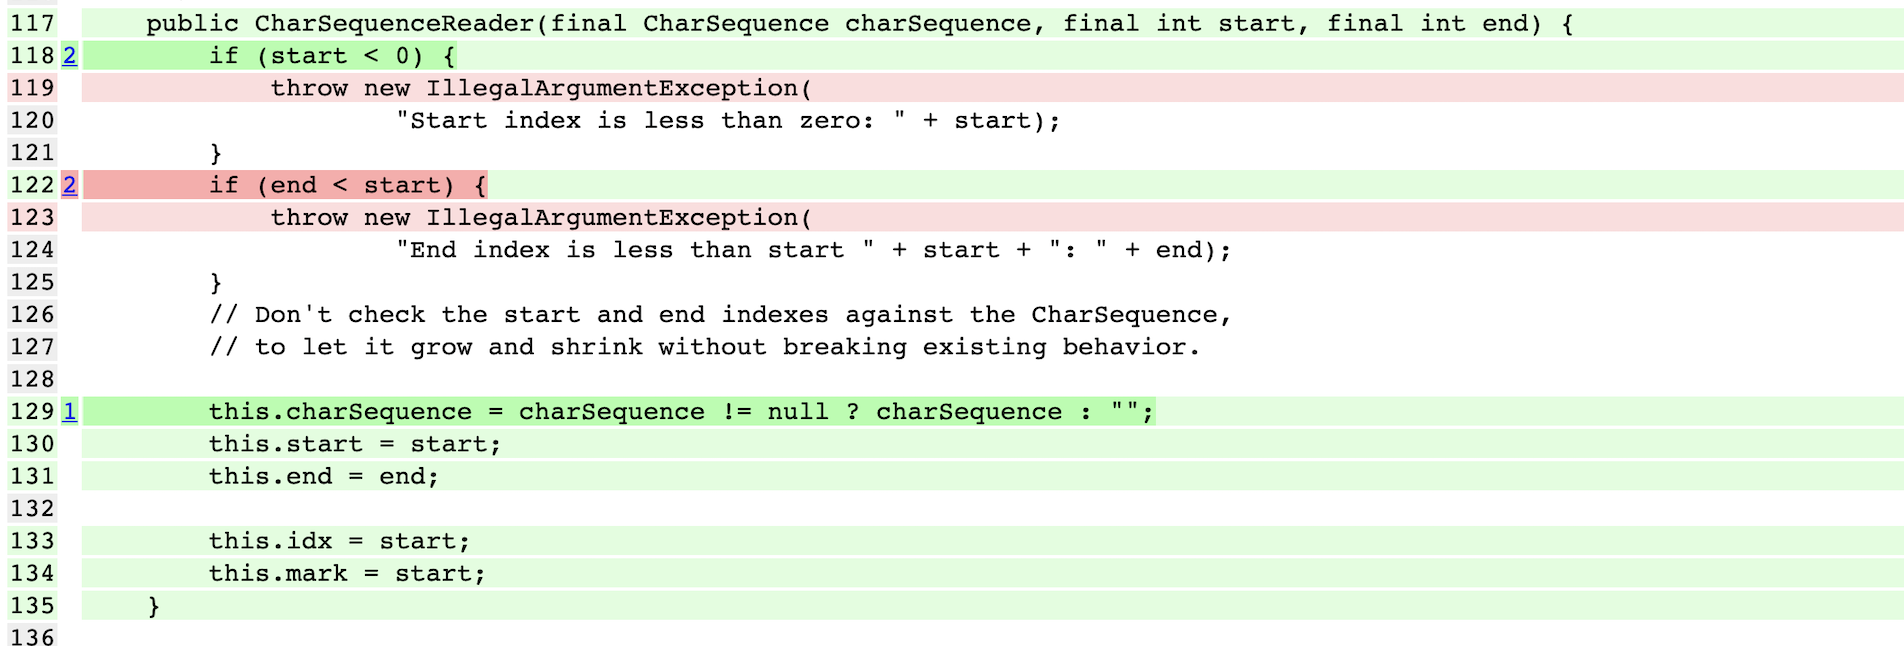 117 public CharSequenceReader(final CharSequence charSequence, final int start, final int end) {
118 2 if (start < 0) {
119 throw new IllegalArgumentException(
120 "Start index is less than zero: " + start);
121 }
122 2 if (end < start) {
123 throw new IllegalArgumentException(
124 "End index is less than start " + start + ": " + end);
125 }
126 // Don't check the start and end indexes against the CharSequence,
127 // to let it grow and shrink without breaking existing behavior.
128
129 1 this.charSequence = charSequence != null ? charSequence : "";
130 this.start = start;
131 this.end = end;
132
133 this.idx = start;
134 this.mark = start;
135 }
136